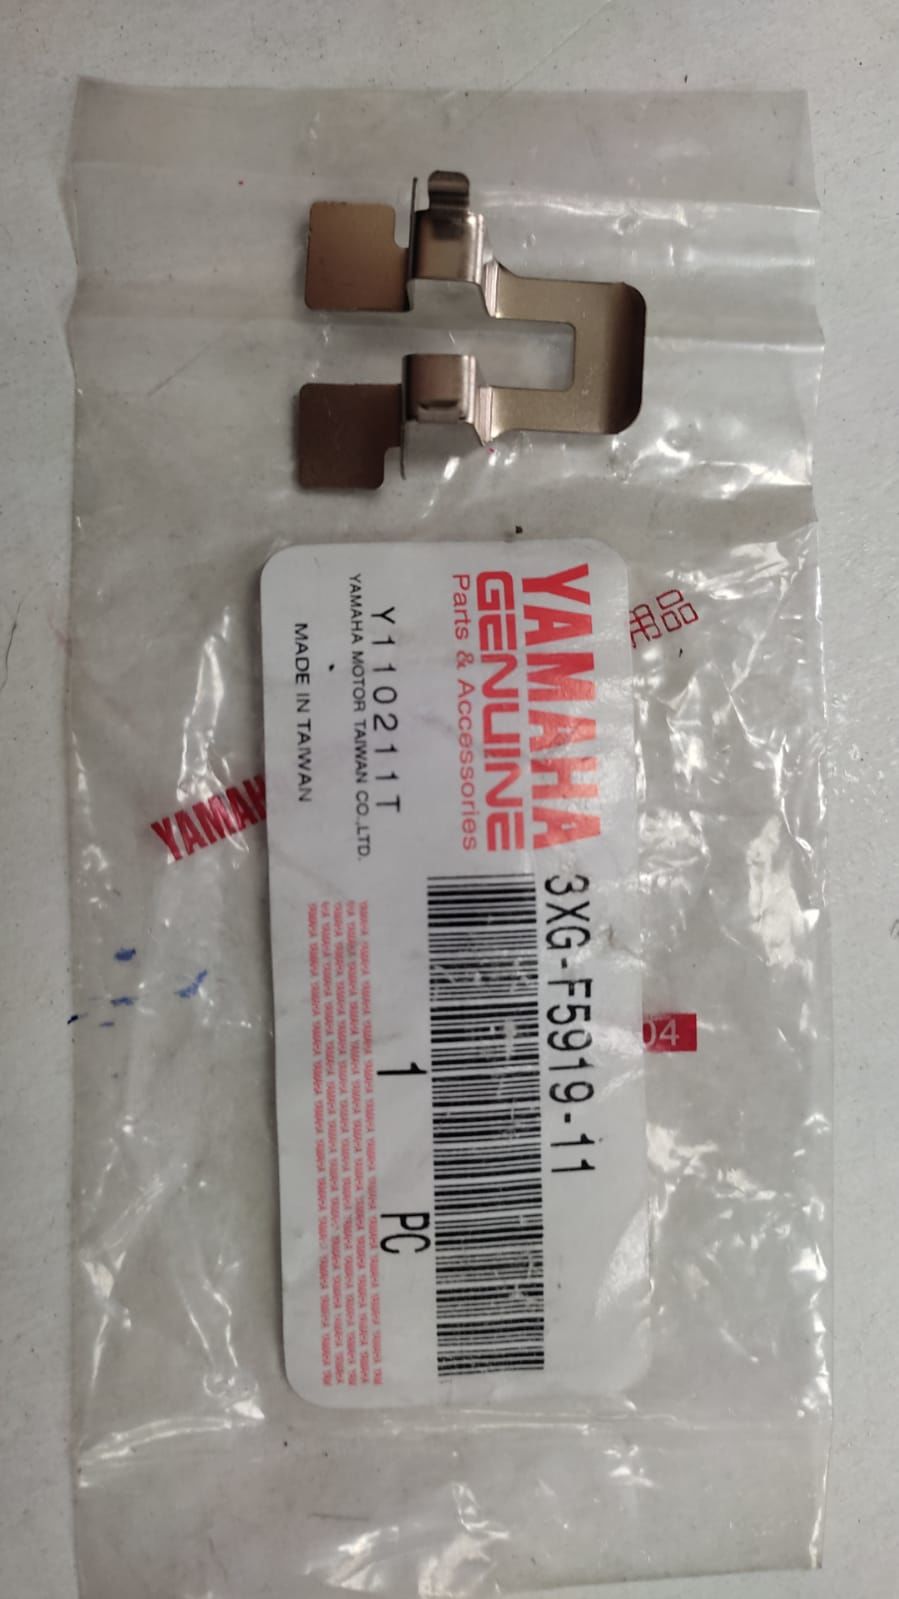 YAMAHA
GENUINE
Parts & Accessories
3XG-F5919-11
1 PC
Y110211T
YAMAHA MOTOR TAIWAN CO.,LTD.
MADE IN TAIWAN
YAMAHA
04